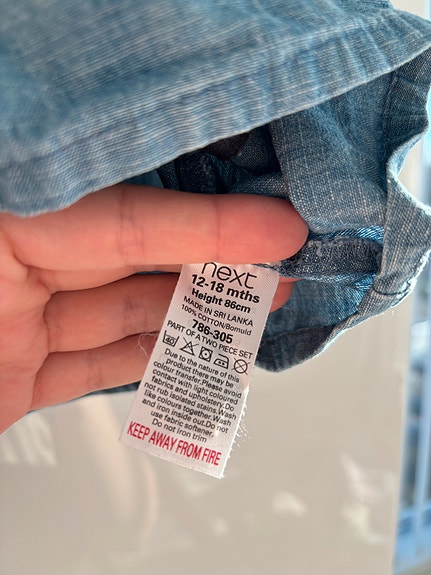 next
12-18 mths
Height 86cm
MADE IN SRI LANKA
100% COTTON/Bomuld
786-305
PART OF A TWO PIECE SET
Due to the nature of this
product there may be
colour transfer.Please avoid
contact with light coloured
fabrics and upholstery.Do
not rub isolated stains.Wash
like colours together.Wash
and iron inside out.Do not
use fabric softener.
Do not iron trim
KEEP AWAY FROM FIRE